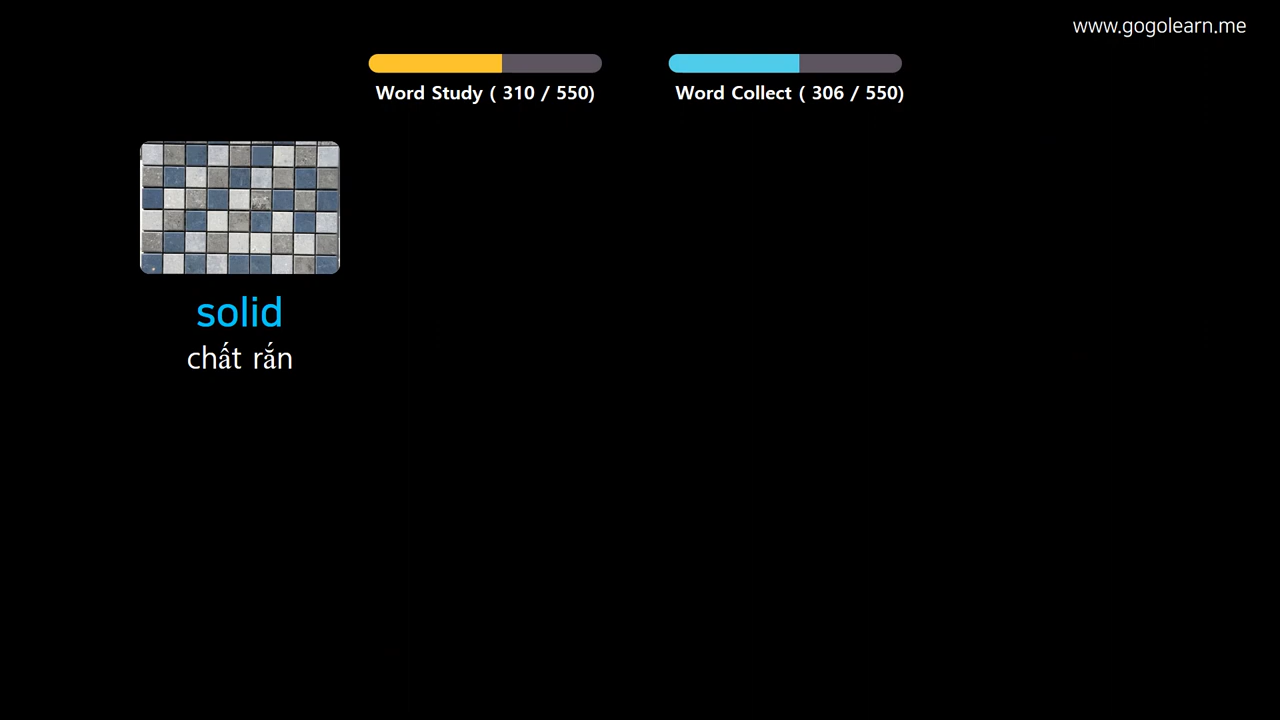 www.gogolearn.me
Word Study ( 310 / 550)
Word Collect ( 306 / 550)
solid
chất rắn